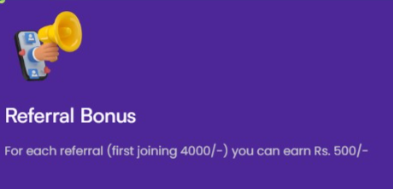 Referral Bonus
For each referral (first joining 4000/-) you can earn Rs. 500/-